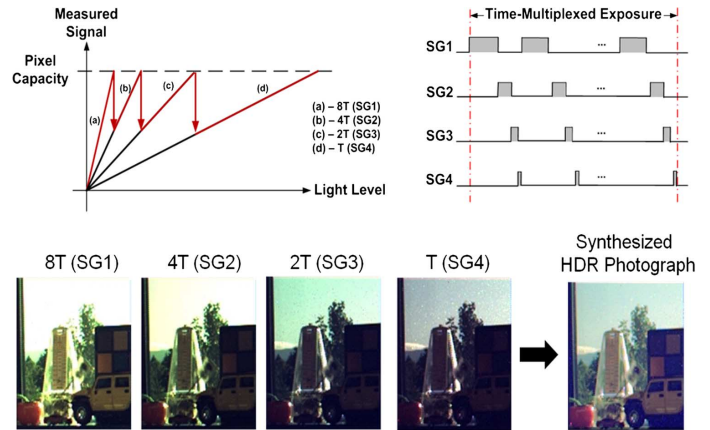 Measured
Signal
Pixel
Capacity
(a)
(b)
(c)
(d)
(a) – 8T (SG1)
(b) – 4T (SG2)
(c) – 2T (SG3)
(d) – T (SG4)
Light Level
Time-Multiplexed Exposure
SG1
...
SG2
...
SG3
...
SG4
...
8T (SG1)
4T (SG2)
2T (SG3)
T (SG4)
Synthesized
HDR Photograph